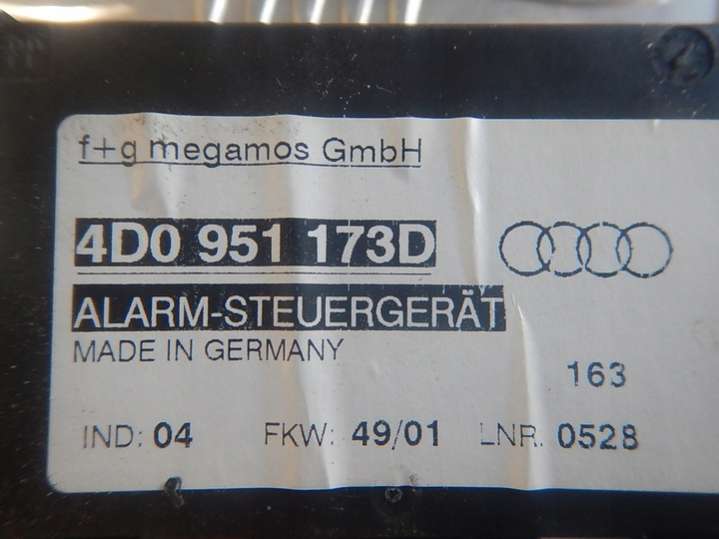 f+g megamos GmbH
4D0 951 173D
ALARM-STEUERGERÄT
MADE IN GERMANY
163
IND: 04 FKW: 49/01 LNR. 0528